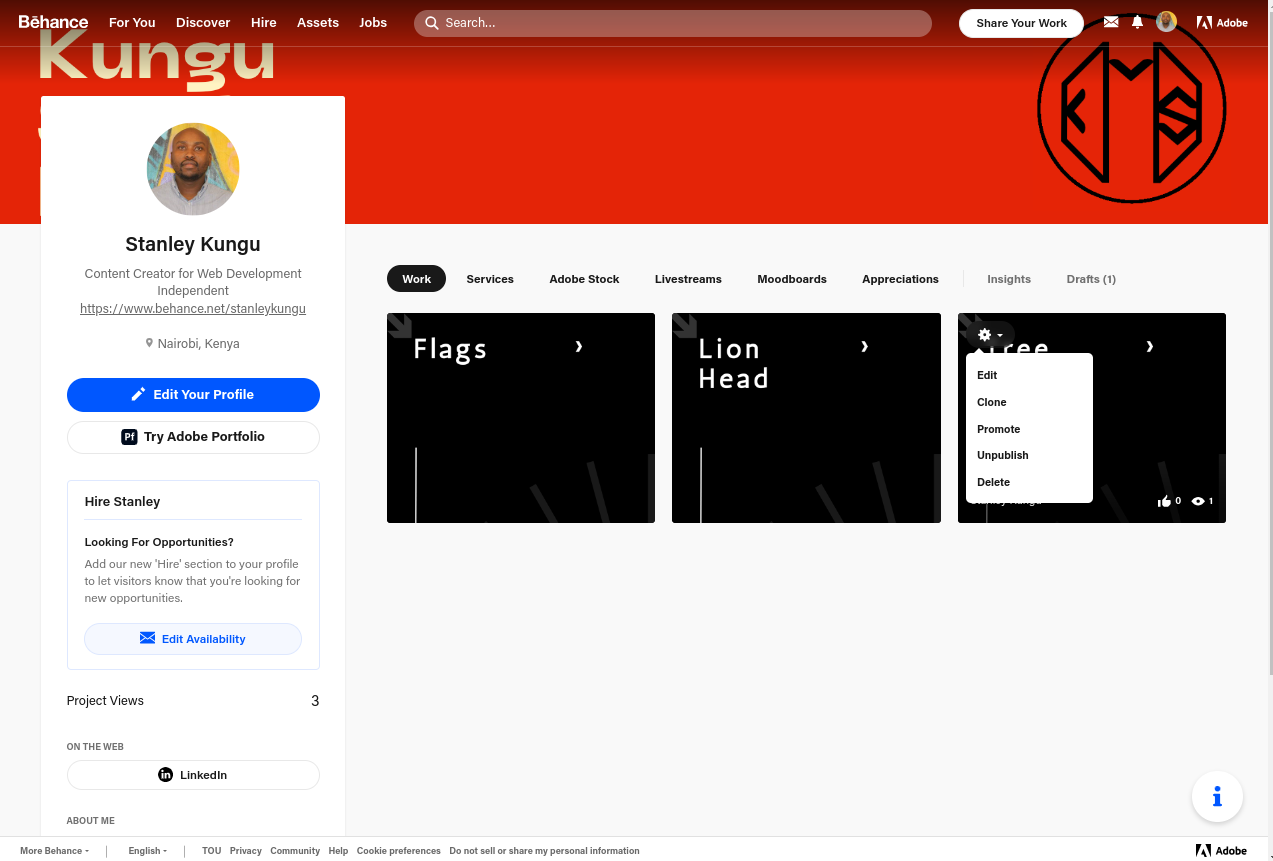 Bēhance
For You
Discover
Hire
Assets
Jobs
Search...
Share Your Work
Adobe
Kungu
KMS
Stanley Kungu
Content Creator for Web Development
Independent
https://www.behance.net/stanleykungu
Nairobi, Kenya
Edit Your Profile
Pf Try Adobe Portfolio
Hire Stanley
Looking For Opportunities?
Add our new 'Hire' section to your profile
to let visitors know that you're looking for
new opportunities.
Edit Availability
Project Views 3
ON THE WEB
in LinkedIn
ABOUT ME
Work
Services
Adobe Stock
Livestreams
Moodboards
Appreciations
Insights
Drafts (1)
Flags ›
Lion ›
Head
Tree ›
Edit
Clone
Promote
Unpublish
Delete
Stanley Kungu
0 1
More Behance
English
TOU Privacy Community Help Cookie preferences Do not sell or share my personal information
Adobe